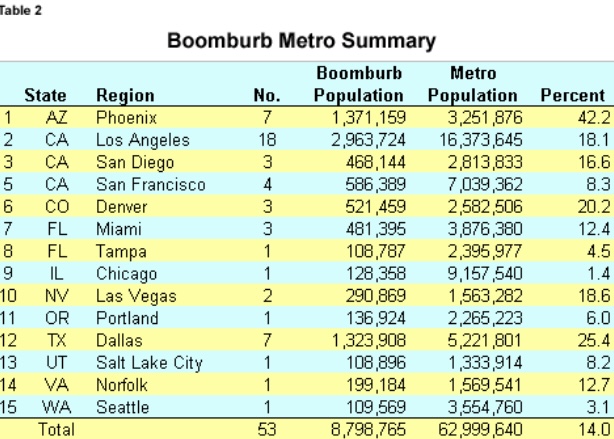 Table 2
Boomburb Metro Summary
Boomburb Metro
State Region No. Population Population Percent
1 AZ Phoenix 7 1,371,159 3,251,876 42.2
2 CA Los Angeles 18 2,963,724 16,373,645 18.1
3 CA San Diego 3 468,144 2,813,833 16.6
5 CA San Francisco 4 586,389 7,039,362 8.3
6 CO Denver 3 521,459 2,582,506 20.2
7 FL Miami 3 481,395 3,876,380 12.4
8 FL Tampa 1 108,787 2,395,977 4.5
9 IL Chicago 1 128,358 9,157,540 1.4
10 NV Las Vegas 2 290,869 1,563,282 18.6
11 OR Portland 1 136,924 2,265,223 6.0
12 TX Dallas 7 1,323,908 5,221,801 25.4
13 UT Salt Lake City 1 108,896 1,333,914 8.2
14 VA Norfolk 1 199,184 1,569,541 12.7
15 WA Seattle 1 109,569 3,554,760 3.1
Total 53 8,798,765 62,999,640 14.0